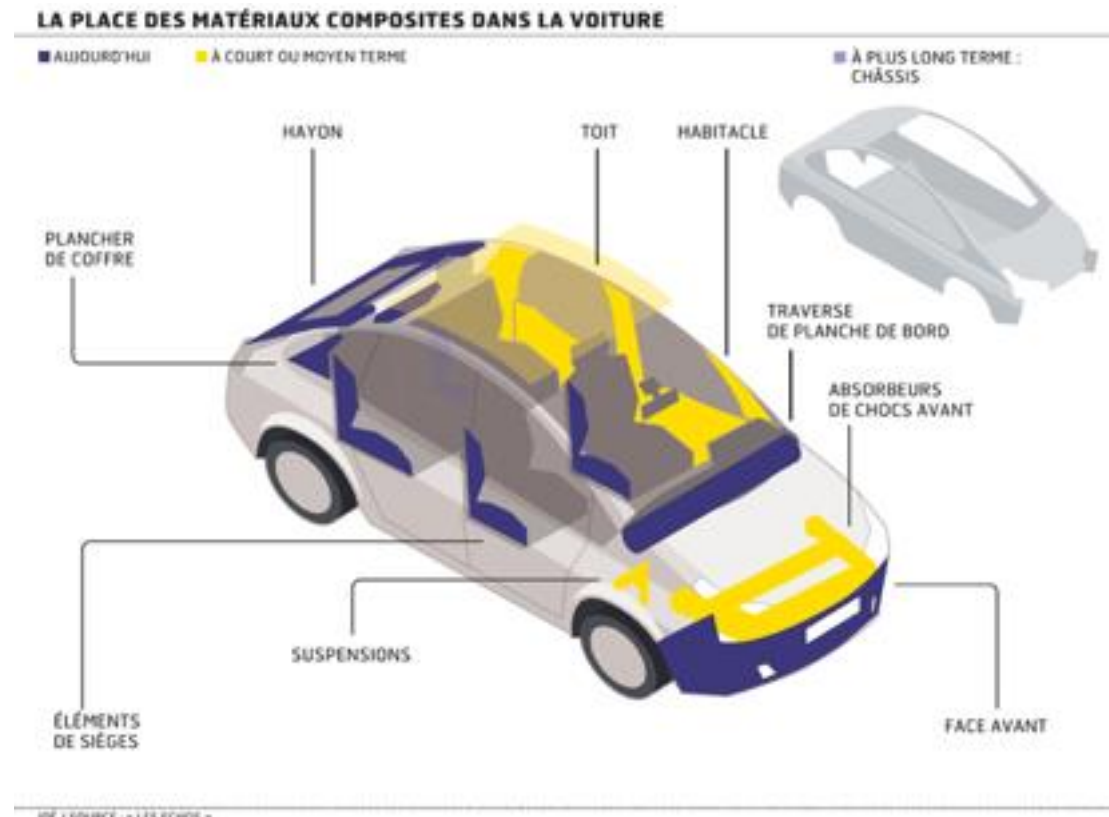 LA PLACE DES MATÉRIAUX COMPOSITES DANS LA VOITURE
AUJOURD'HUI
À COURT OU MOYEN TERME
À PLUS LONG TERME :
CHÂSSIS
HAYON
TOIT
HABITACLE
PLANCHER
DE COFFRE
TRAVERSE
DE PLANCHE DE BORD
ABSORBEURS
DE CHOCS AVANT
SUSPENSIONS
ÉLÉMENTS
DE SIÈGES
FACE AVANT